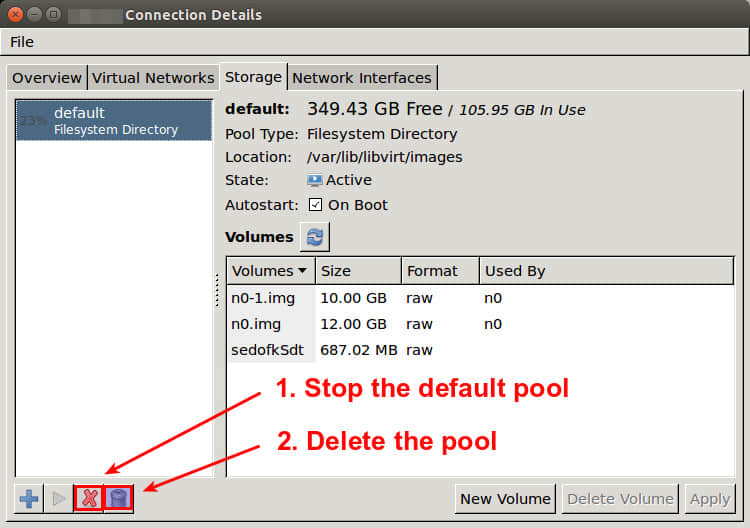 Connection Details
File
Overview Virtual Networks Storage Network Interfaces
23% default
Filesystem Directory
default: 349.43 GB Free / 105.95 GB In Use
Pool Type: Filesystem Directory
Location: /var/lib/libvirt/images
State: Active
Autostart: On Boot
Volumes
Volumes Size Format Used By
n0-1.img 10.00 GB raw n0
n0.img 12.00 GB raw n0
sedofkSdt 687.02 MB raw
1. Stop the default pool
2. Delete the pool
New Volume Delete Volume Apply